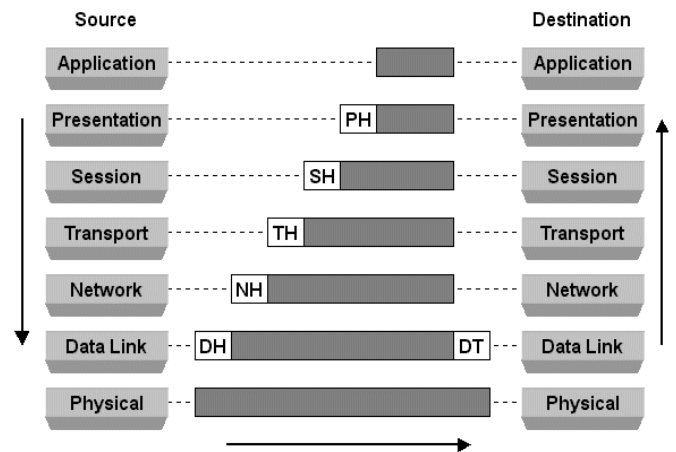 Source Destination
Application Application
Presentation PH Presentation
Session SH Session
Transport TH Transport
Network NH Network
Data Link DH DT Data Link
Physical Physical